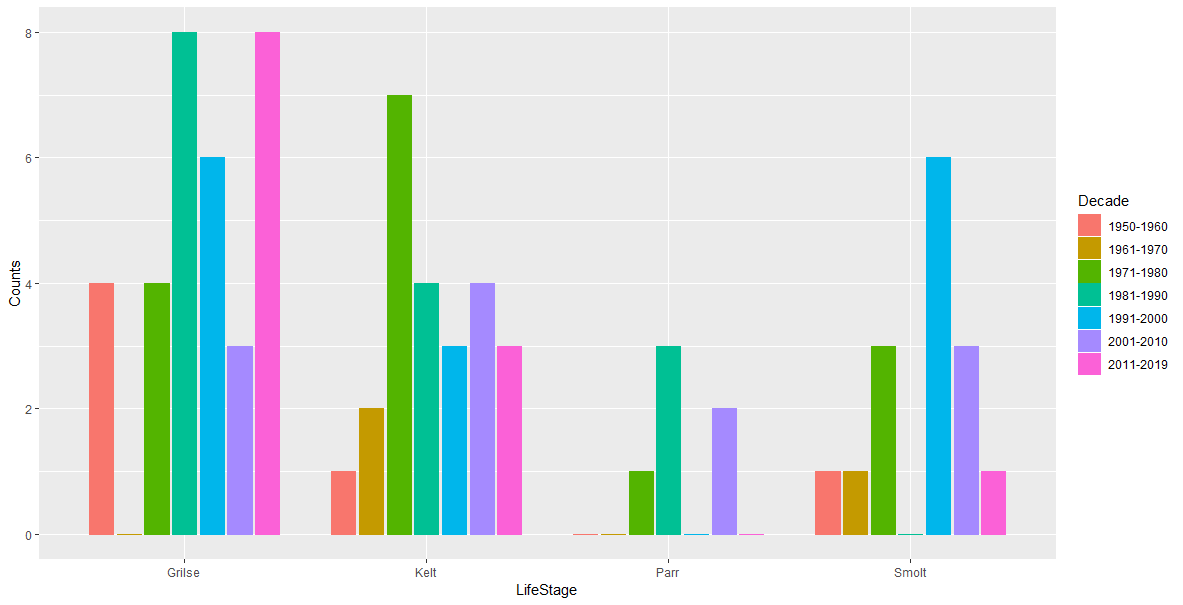 8
6
4
2
0
Counts
Grilse
Kelt
Parr
Smolt
LifeStage
Decade
1950-1960
1961-1970
1971-1980
1981-1990
1991-2000
2001-2010
2011-2019